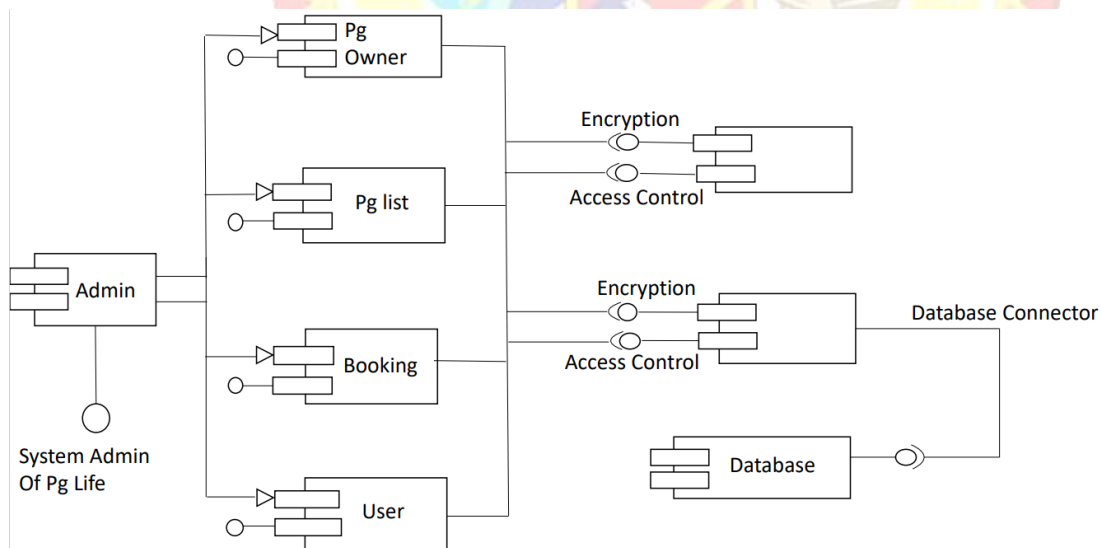 Pg
Owner
Encryption
Access Control
Pg list
Admin
Encryption
Database Connector
Access Control
Booking
System Admin
Of Pg Life
Database
User